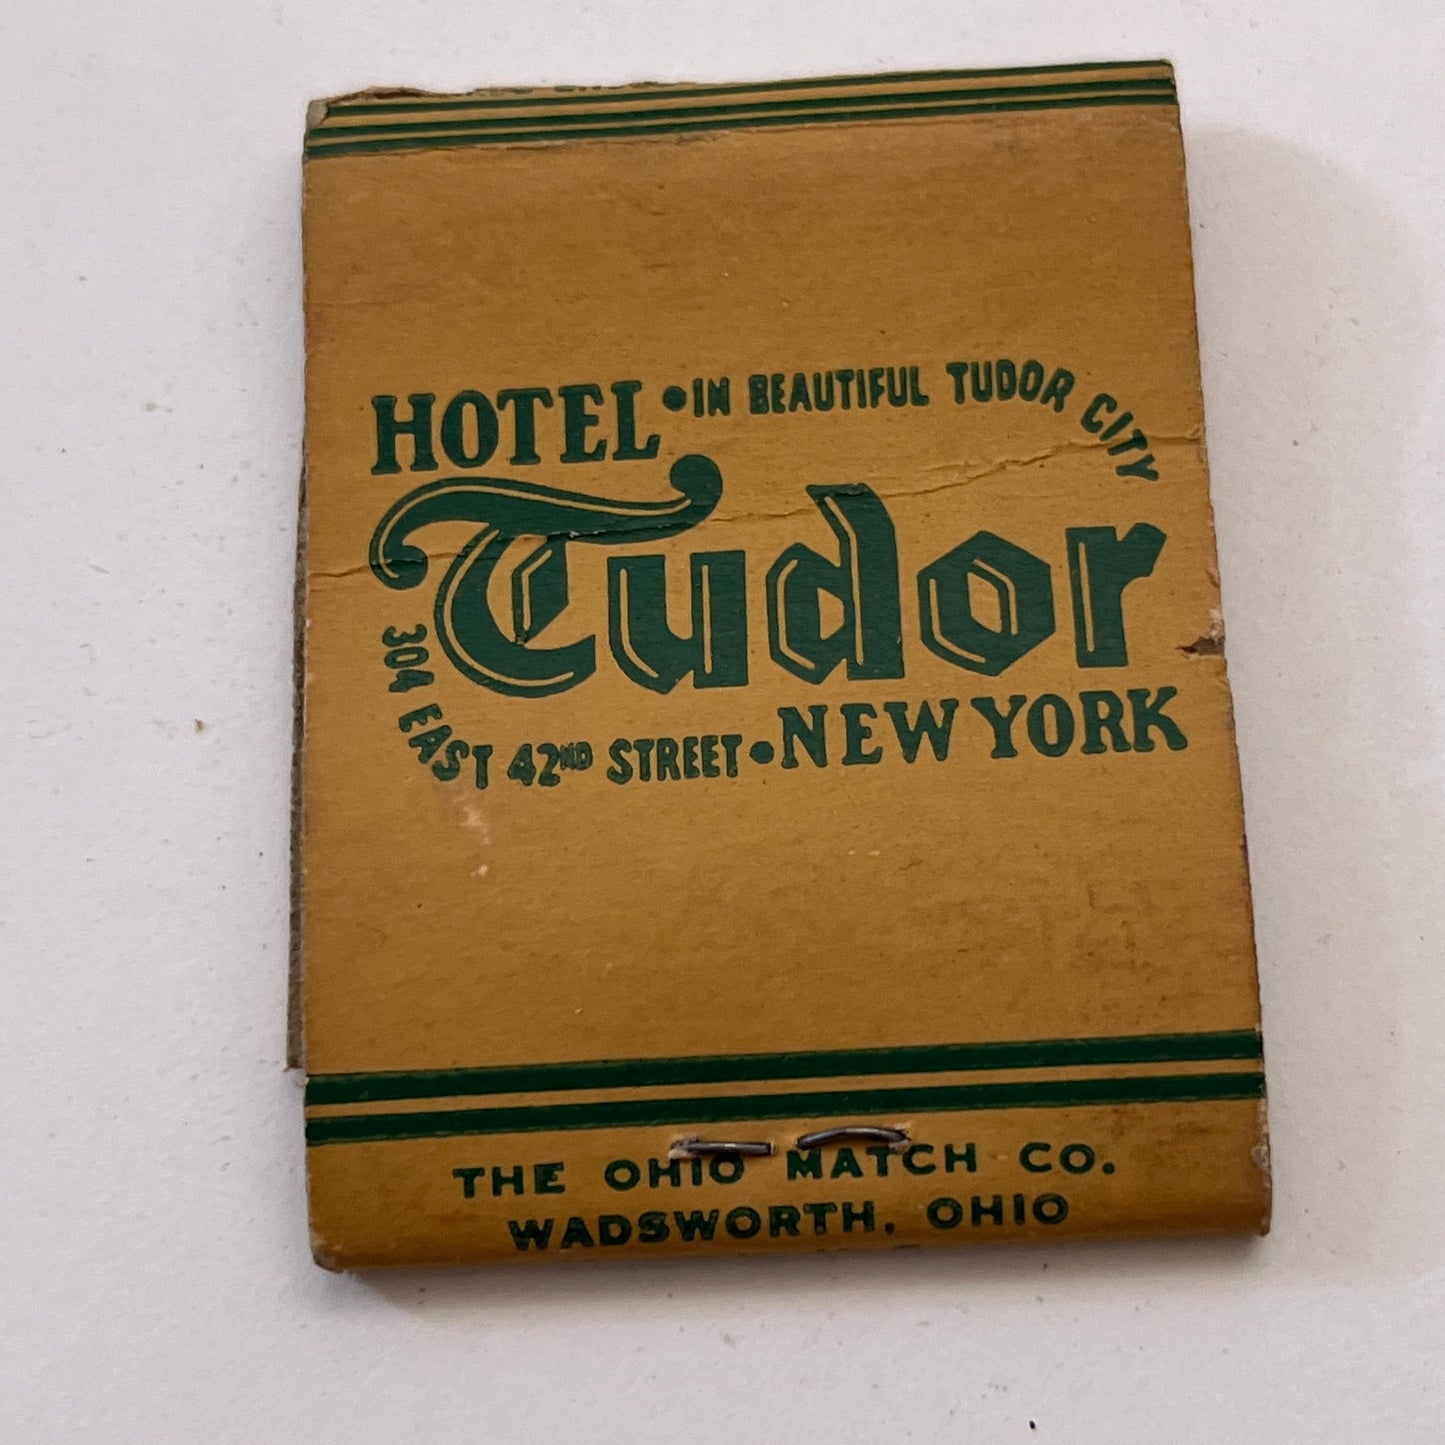 HOTEL • IN BEAUTIFUL TUDOR CITY
Tudor
304 EAST 42ND STREET • NEW YORK
THE OHIO MATCH CO.
WADSWORTH, OHIO